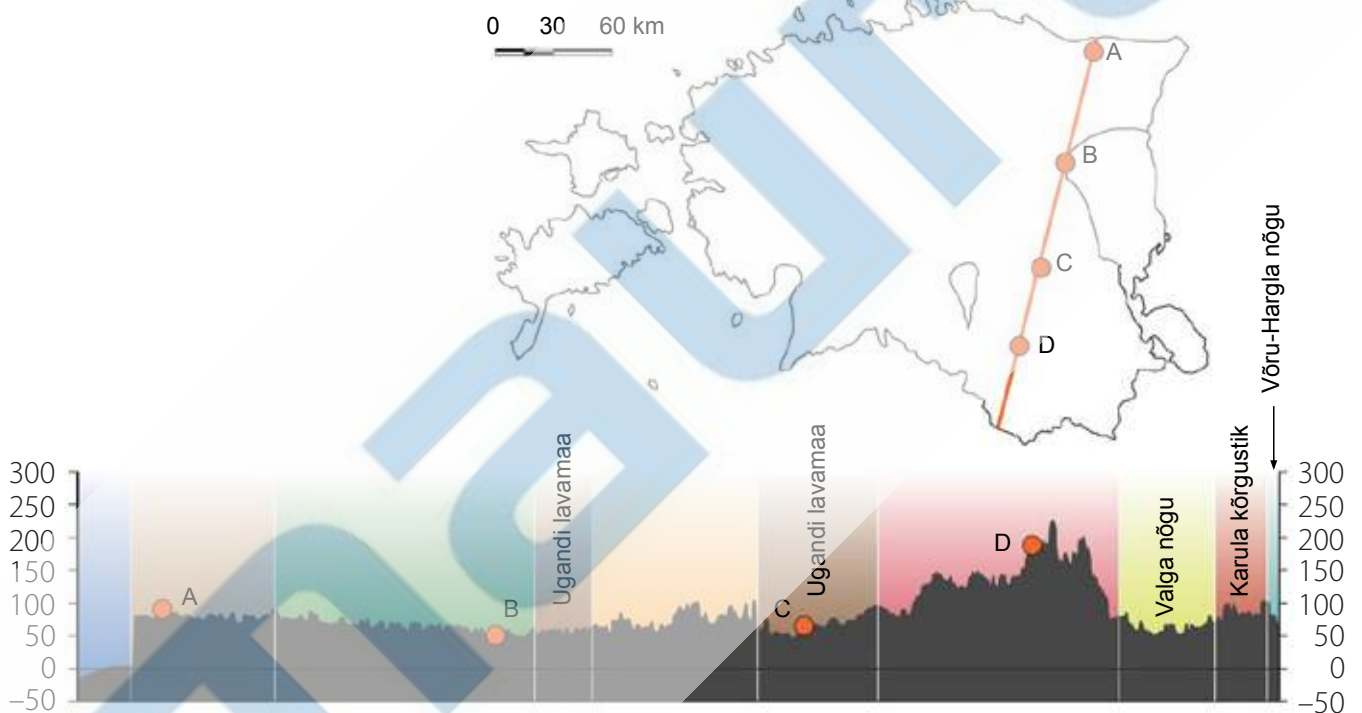 0 30 60 km
A
B
C
D
Võru-Hargla nõgu
300
250
200
150
100
50
0
−50
A
B
Ugandi lavamaa
C
Ugandi lavamaa
D
Valga nõgu
Karula kõrgustik
300
250
200
150
100
50
0
−50